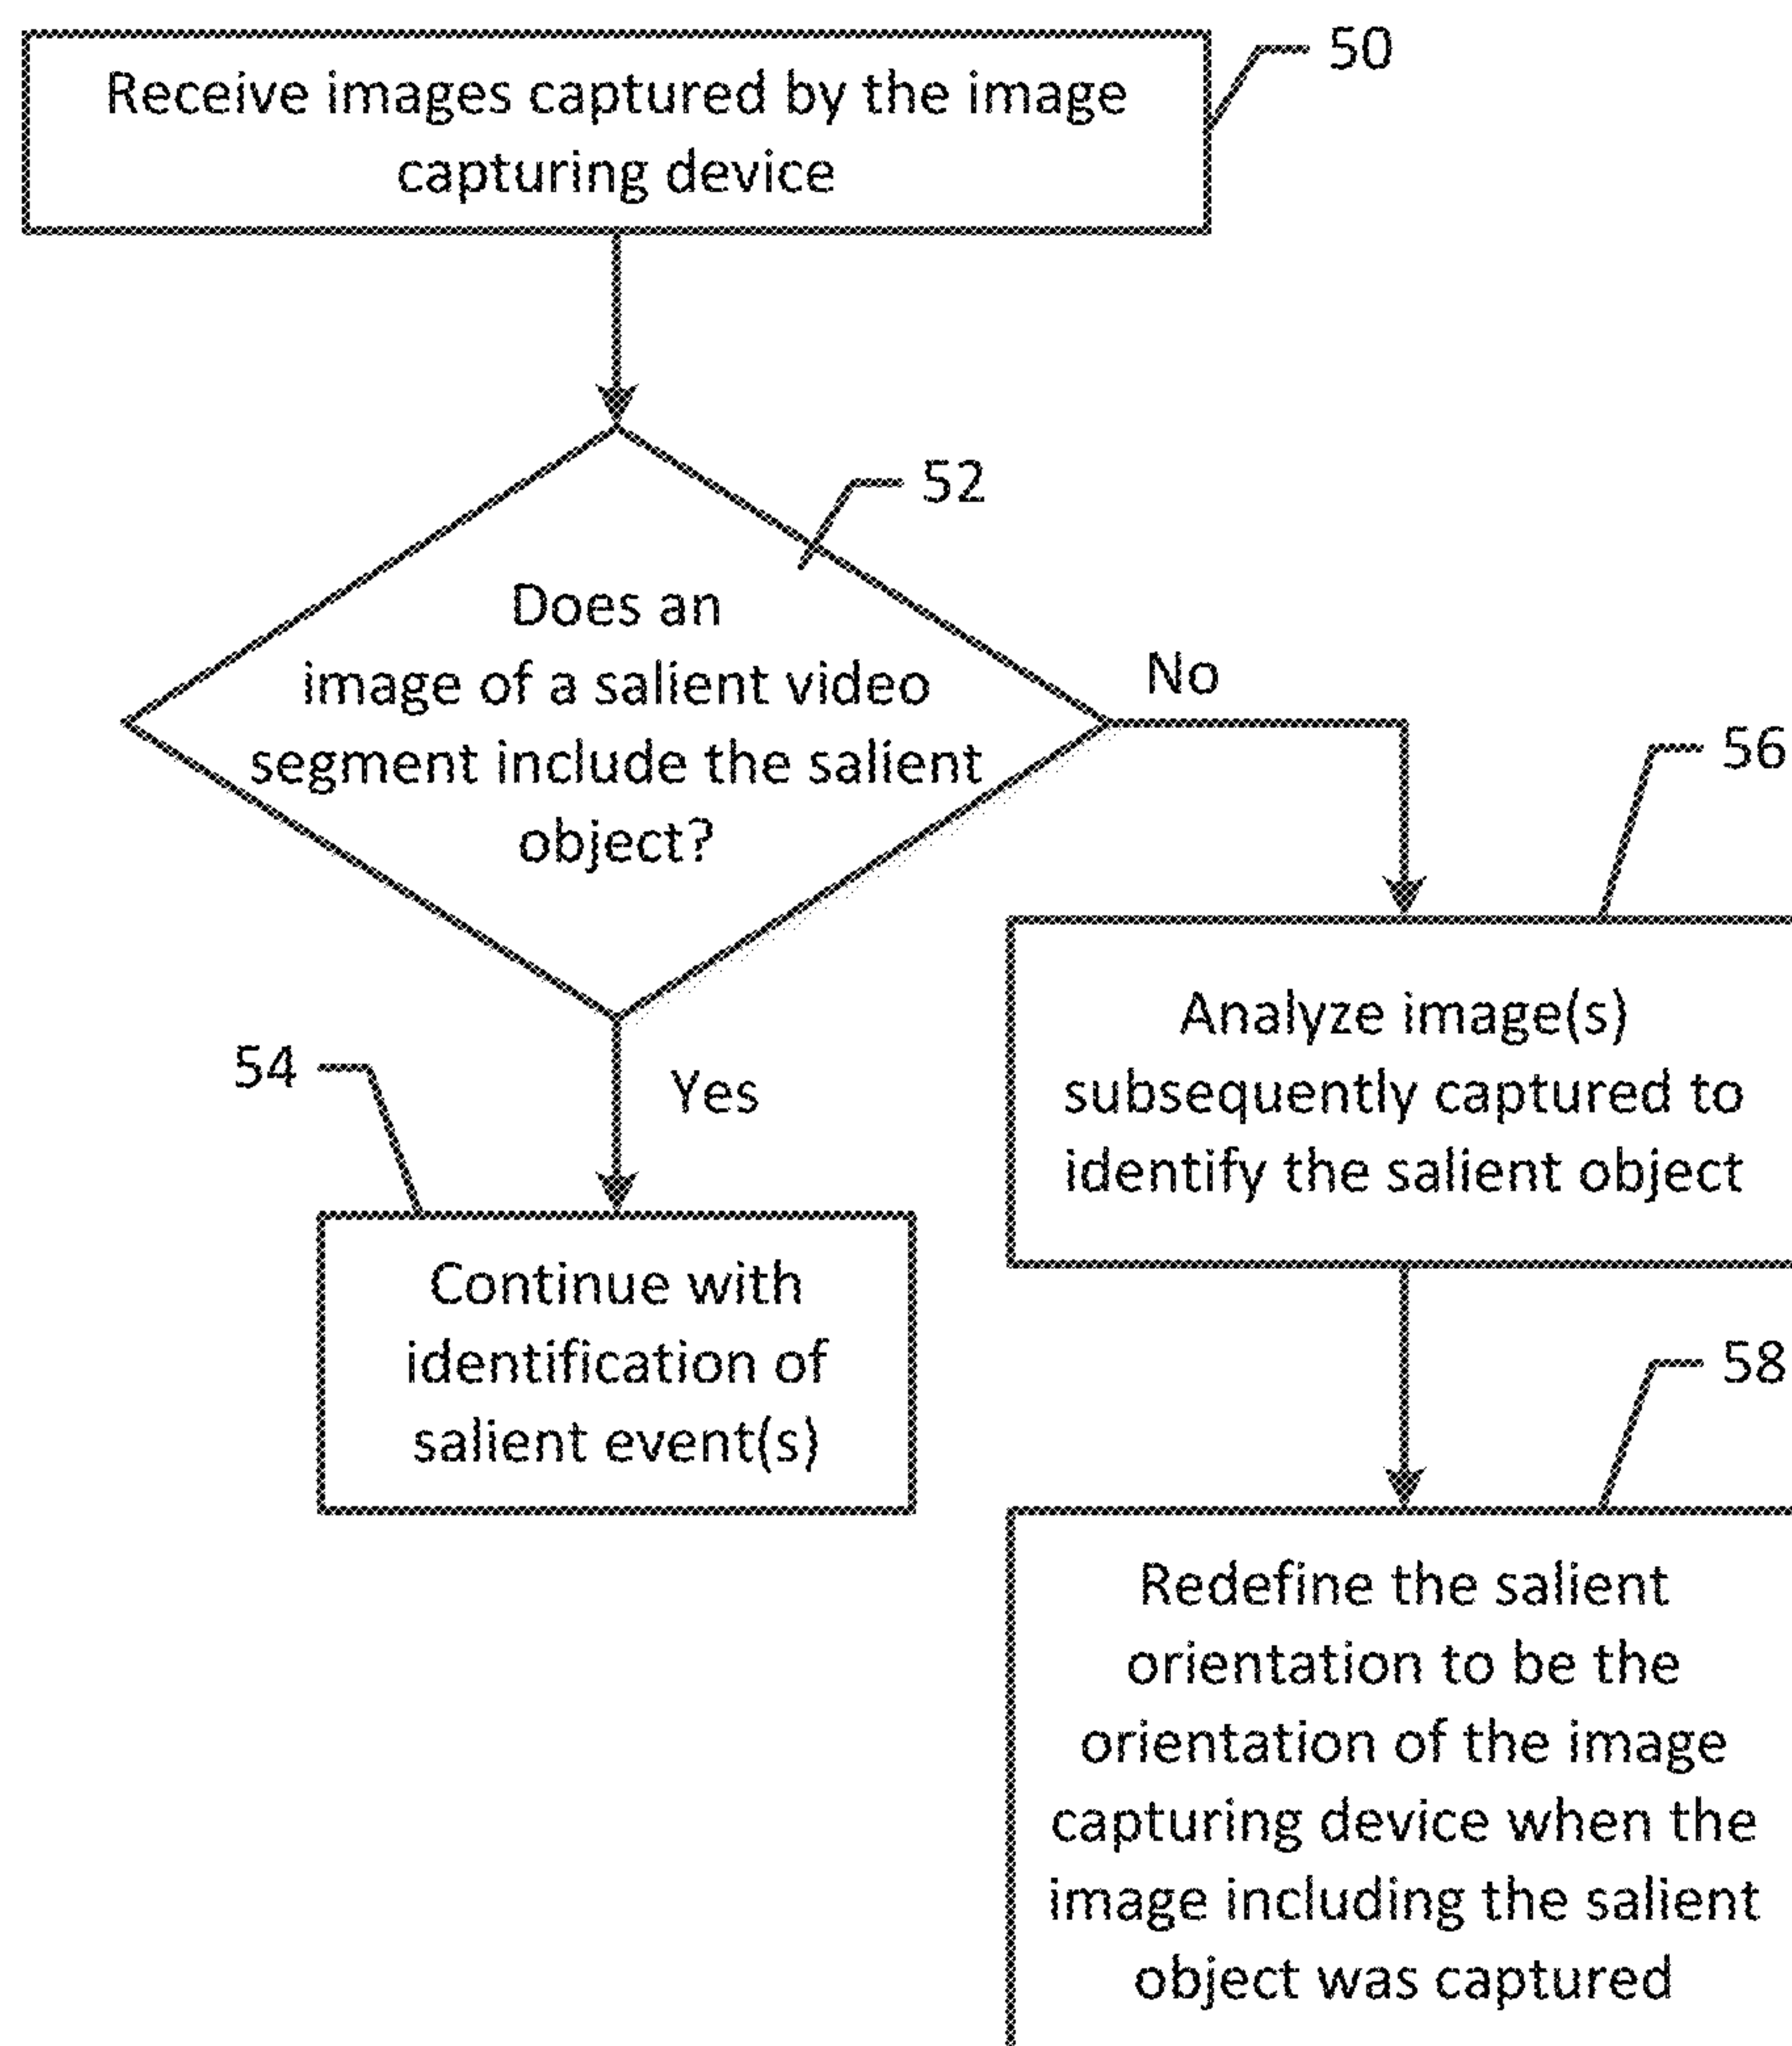 50
Receive images captured by the image
capturing device
52
Does an
image of a salient video
segment include the salient
object?
No
Yes
54
Continue with
identification of
salient event(s)
56
Analyze image(s)
subsequently captured to
identify the salient object
58
Redefine the salient
orientation to be the
orientation of the image
capturing device when the
image including the salient
object was captured